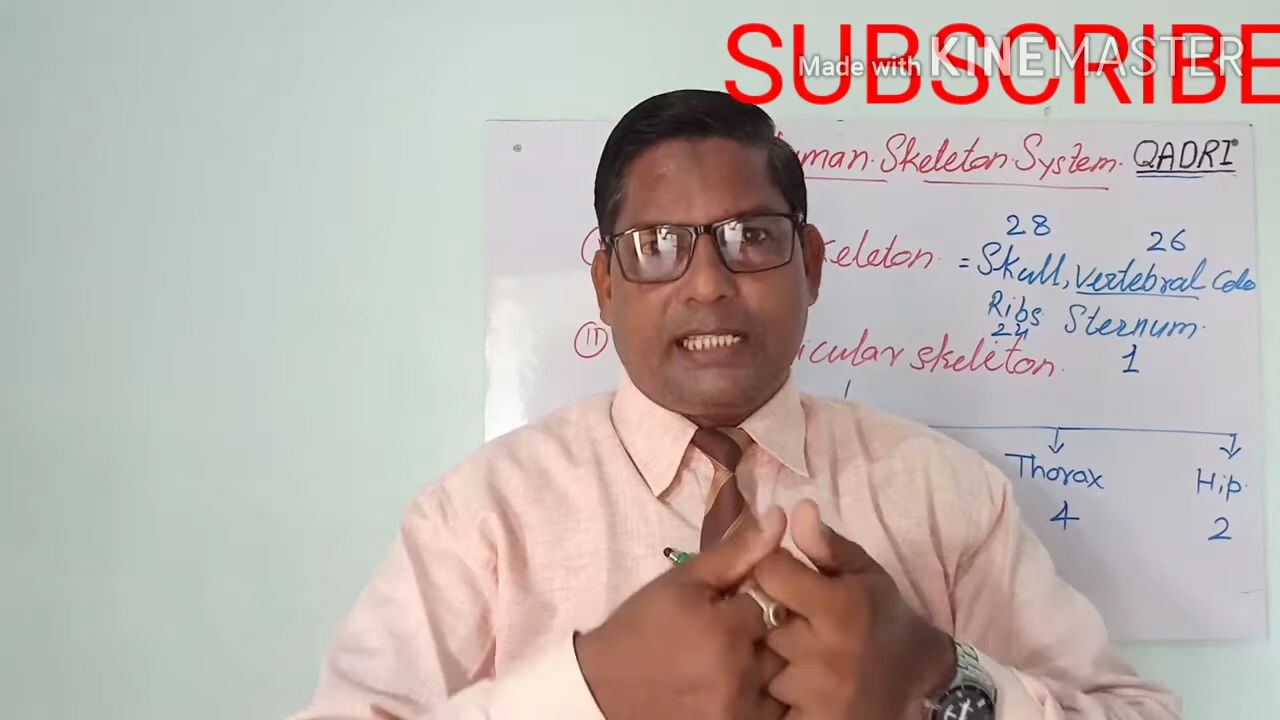 SUBSCRIBE
Made with KINEMASTER
uman. Skeleton. System. QADRI
28 26
keleton. = Skull, Vertebral Colo
Ribs Sternum.
24 1
(II) icular skeleton.
Thorax Hip.
4 2